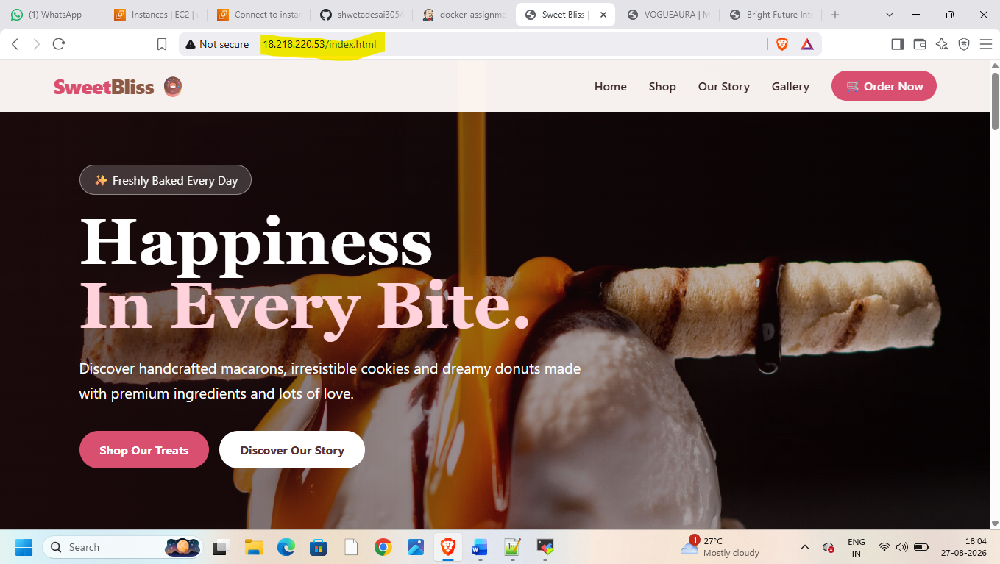 (1) WhatsApp
Instances | EC2 |
Connect to instan
shwetadesai305/
docker-assignme
Sweet Bliss |
VOGUEAURA | M
Bright Future Inte
Not secure
18.218.220.53/index.html
SweetBliss
Home
Shop
Our Story
Gallery
🛒 Order Now
✨ Freshly Baked Every Day
Happiness
In Every Bite.
Discover handcrafted macarons, irresistible cookies and dreamy donuts made
with premium ingredients and lots of love.
Shop Our Treats
Discover Our Story
Search
1
27°C
Mostly cloudy
ENG
IN
18:04
27-08-2026